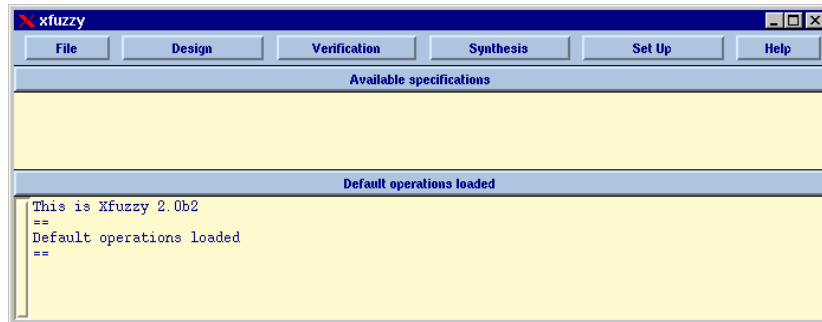 xfuzzy
File Design Verification Synthesis Set Up Help
Available specifications
Default operations loaded
This is Xfuzzy 2.0b2
==
Default operations loaded
==